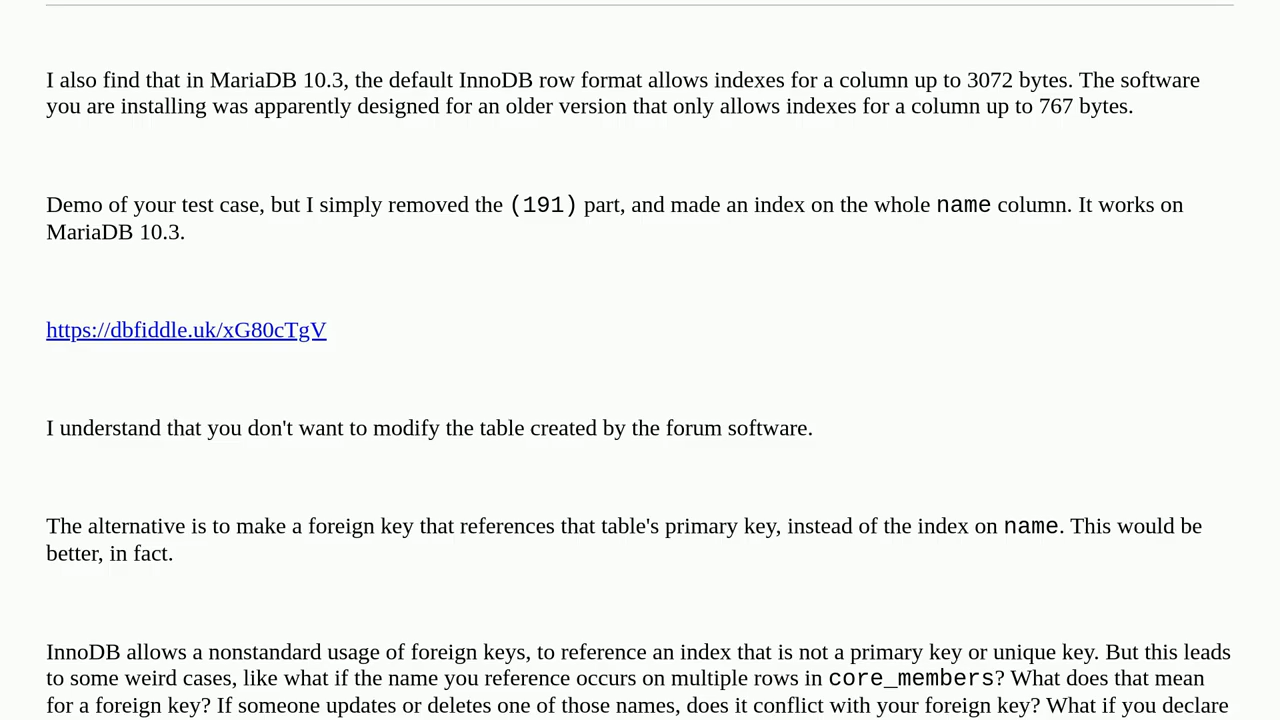 I also find that in MariaDB 10.3, the default InnoDB row format allows indexes for a column up to 3072 bytes. The software
you are installing was apparently designed for an older version that only allows indexes for a column up to 767 bytes.
Demo of your test case, but I simply removed the (191) part, and made an index on the whole name column. It works on
MariaDB 10.3.
https://dbfiddle.uk/xG80cTgV
I understand that you don't want to modify the table created by the forum software.
The alternative is to make a foreign key that references that table's primary key, instead of the index on name. This would be
better, in fact.
InnoDB allows a nonstandard usage of foreign keys, to reference an index that is not a primary key or unique key. But this leads
to some weird cases, like what if the name you reference occurs on multiple rows in core_members? What does that mean
for a foreign key? If someone updates or deletes one of those names, does it conflict with your foreign key? What if you declare